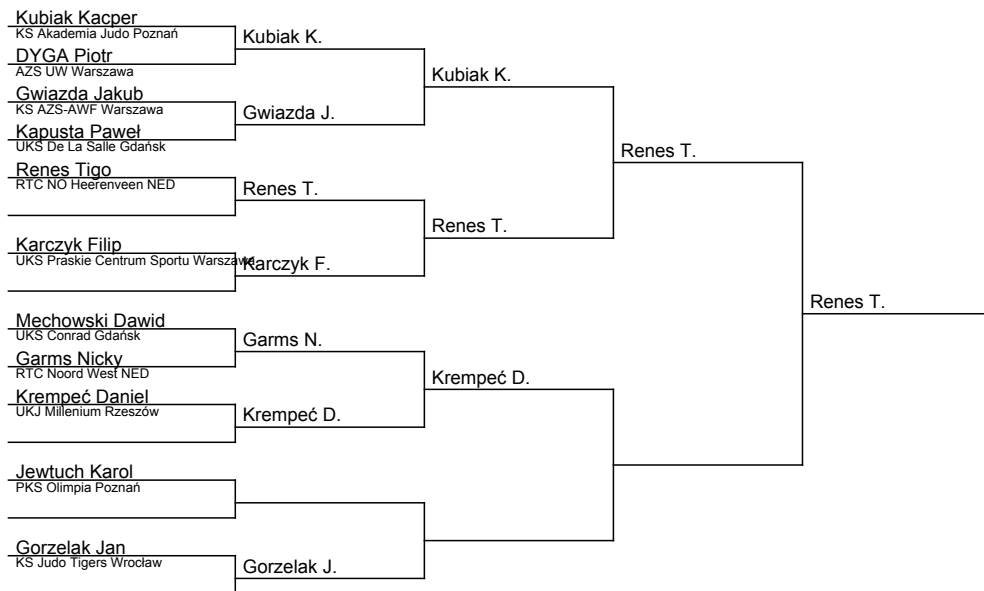 Kubiak Kacper
KS Akademia Judo Poznań
DYGA Piotr
AZS UW Warszawa
Gwiazda Jakub
KS AZS-AWF Warszawa
Kapusta Paweł
UKS De La Salle Gdańsk
Renes Tigo
RTC NO Heerenveen NED
Karczyk Filip
UKS Praskie Centrum Sportu Warszawa
Mechowski Dawid
UKS Conrad Gdańsk
Garms Nicky
RTC Noord West NED
Krempeć Daniel
UKJ Millenium Rzeszów
Jewtuch Karol
PKS Olimpia Poznań
Gorzelak Jan
KS Judo Tigers Wrocław
Kubiak K.
Gwiazda J.
Renes T.
Karczyk F.
Garms N.
Krempeć D.
Gorzelak J.
Kubiak K.
Renes T.
Krempeć D.
Renes T.
Renes T.